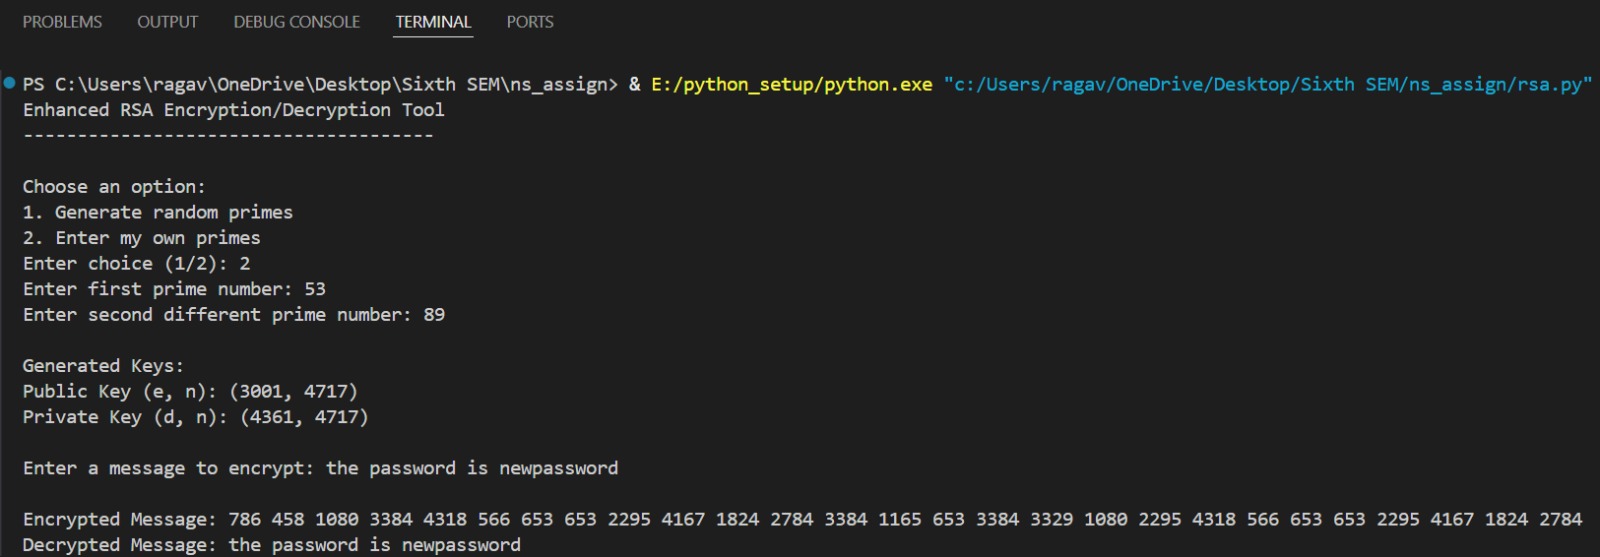 PROBLEMS OUTPUT DEBUG CONSOLE TERMINAL PORTS
PS C:\Users\ragav\OneDrive\Desktop\Sixth SEM\ns_assign> & E:/python_setup/python.exe "c:/Users/ragav/OneDrive/Desktop/Sixth SEM/ns_assign/rsa.py"
Enhanced RSA Encryption/Decryption Tool
--------------------------------------
Choose an option:
1. Generate random primes
2. Enter my own primes
Enter choice (1/2): 2
Enter first prime number: 53
Enter second different prime number: 89
Generated Keys:
Public Key (e, n): (3001, 4717)
Private Key (d, n): (4361, 4717)
Enter a message to encrypt: the password is newpassword
Encrypted Message: 786 458 1080 3384 4318 566 653 653 2295 4167 1824 2784 3384 1165 653 3384 3329 1080 2295 4318 566 653 653 2295 4167 1824 2784
Decrypted Message: the password is newpassword